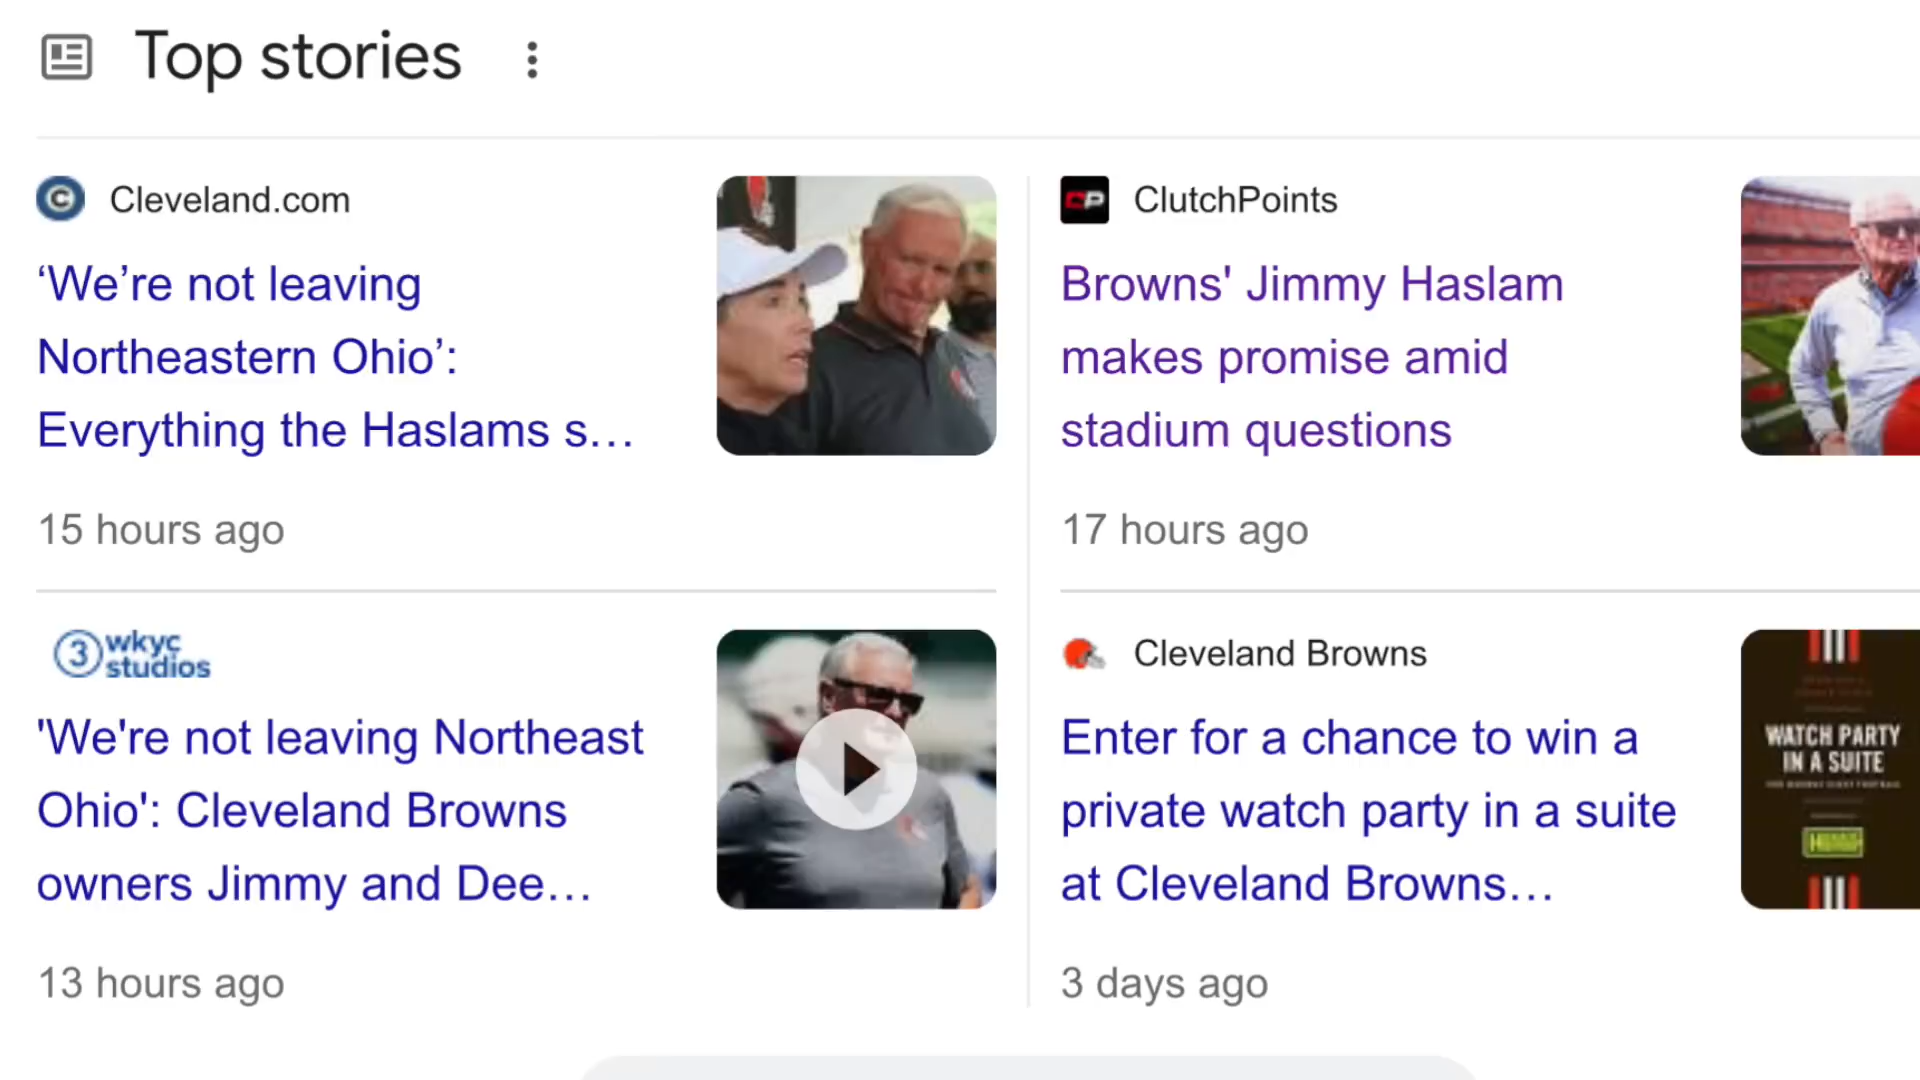 Top stories
Cleveland.com
‘We’re not leaving
Northeastern Ohio’:
Everything the Haslams s…
15 hours ago
CP
ClutchPoints
Browns' Jimmy Haslam
makes promise amid
stadium questions
17 hours ago
3 wkyc
studios
'We're not leaving Northeast
Ohio': Cleveland Browns
owners Jimmy and Dee…
13 hours ago
Cleveland Browns
Enter for a chance to win a
private watch party in a suite
at Cleveland Browns…
3 days ago
WATCH PARTY
IN A SUITE